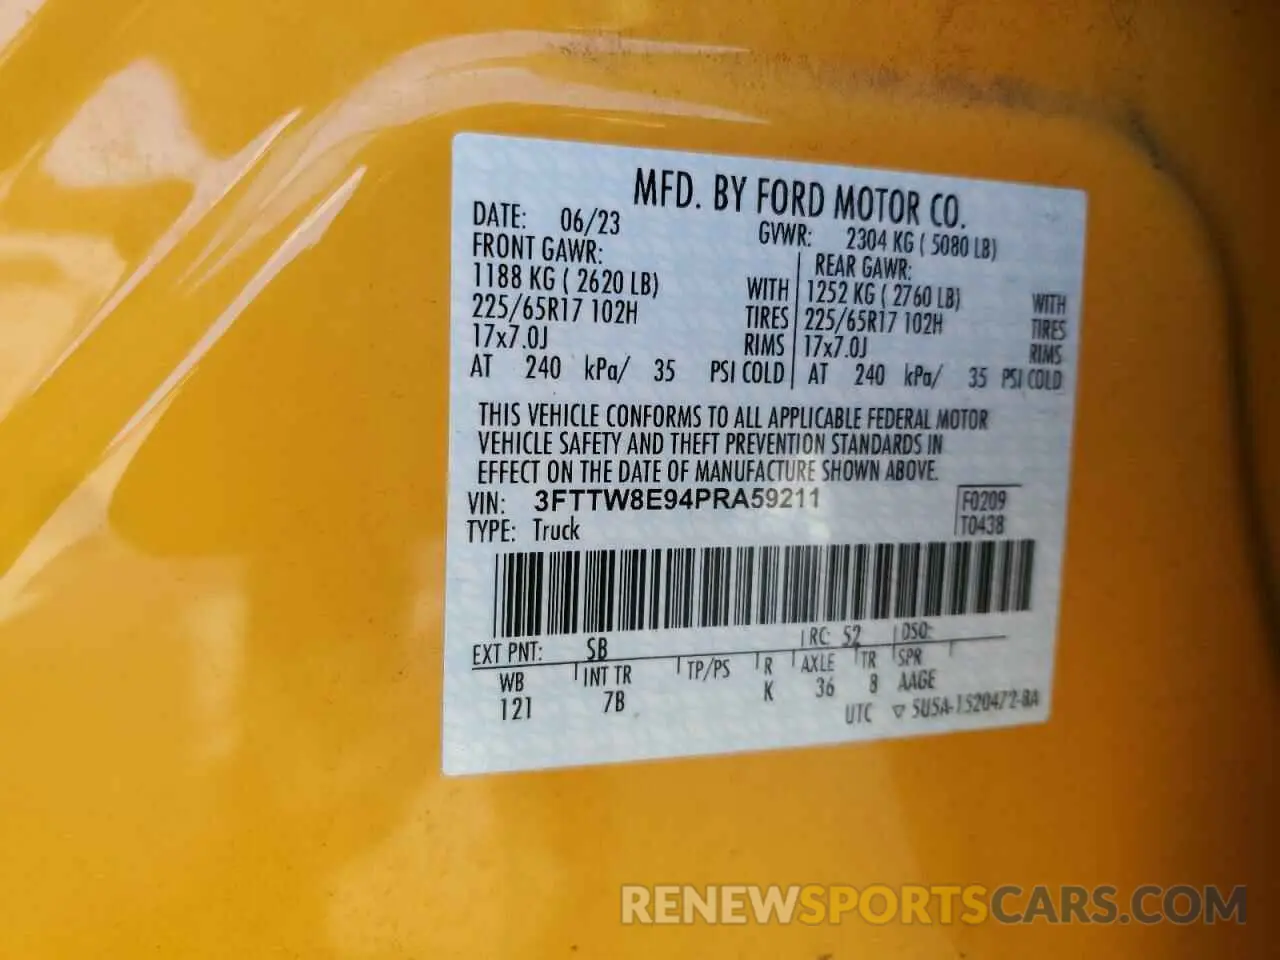 MFD. BY FORD MOTOR CO.
DATE: 06/23 GVWR: 2304 KG ( 5080 LB)
FRONT GAWR: REAR GAWR:
1188 KG ( 2620 LB) WITH 1252 KG ( 2760 LB) WITH
225/65R17 102H TIRES 225/65R17 102H TIRES
17x7.0J RIMS 17x7.0J RIMS
AT 240 kPa/ 35 PSI COLD AT 240 kPa/ 35 PSI COLD
THIS VEHICLE CONFORMS TO ALL APPLICABLE FEDERAL MOTOR
VEHICLE SAFETY AND THEFT PREVENTION STANDARDS IN
EFFECT ON THE DATE OF MANUFACTURE SHOWN ABOVE.
VIN: 3FTTW8E94PRA59211 F0209
TYPE: Truck T0438
EXT PNT: SB RC: 52 DSO:
WB INT TR TP/PS R AXLE TR SPR
121 7B K 36 8 AAGE
UTC ▽ 5U5A-1520472-BA
RENEWSPORTSCARS.COM